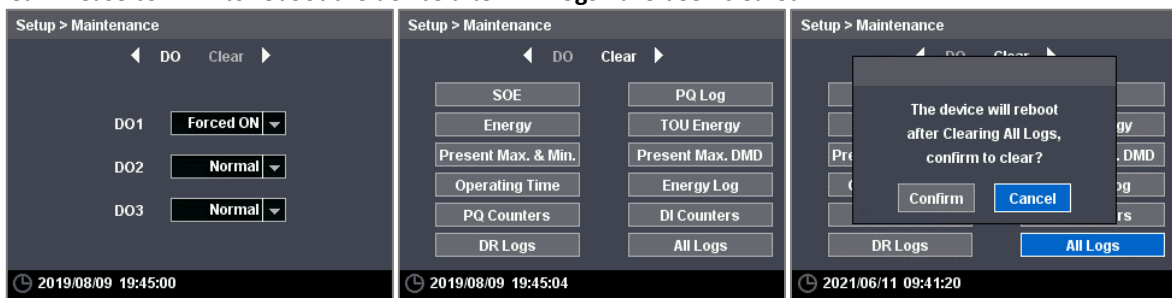 Setup > Maintenance
DO Clear
DO1 Forced ON
DO2 Normal
DO3 Normal
2019/08/09 19:45:00
Setup > Maintenance
DO Clear
SOE PQ Log
Energy TOU Energy
Present Max. & Min. Present Max. DMD
Operating Time Energy Log
PQ Counters DI Counters
DR Logs All Logs
2019/08/09 19:45:04
Setup > Maintenance
The device will reboot
after Clearing All Logs,
confirm to clear?
Confirm Cancel
DR Logs All Logs
2021/06/11 09:41:20